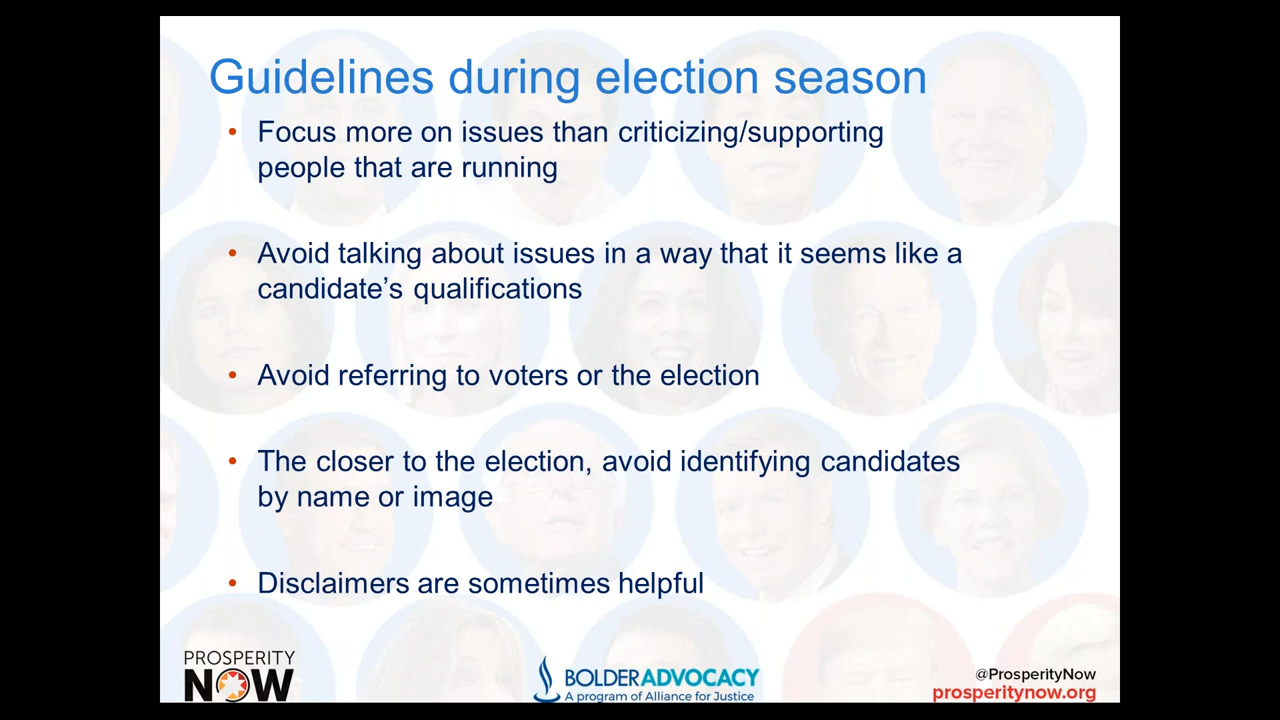 Guidelines during election season
• Focus more on issues than criticizing/supporting
people that are running
• Avoid talking about issues in a way that it seems like a
candidate's qualifications
• Avoid referring to voters or the election
• The closer to the election, avoid identifying candidates
by name or image
• Disclaimers are sometimes helpful
PROSPERITY
NOW
BOLDERADVOCACY
A program of Alliance for Justice
@ProsperityNow
prosperitynow.org